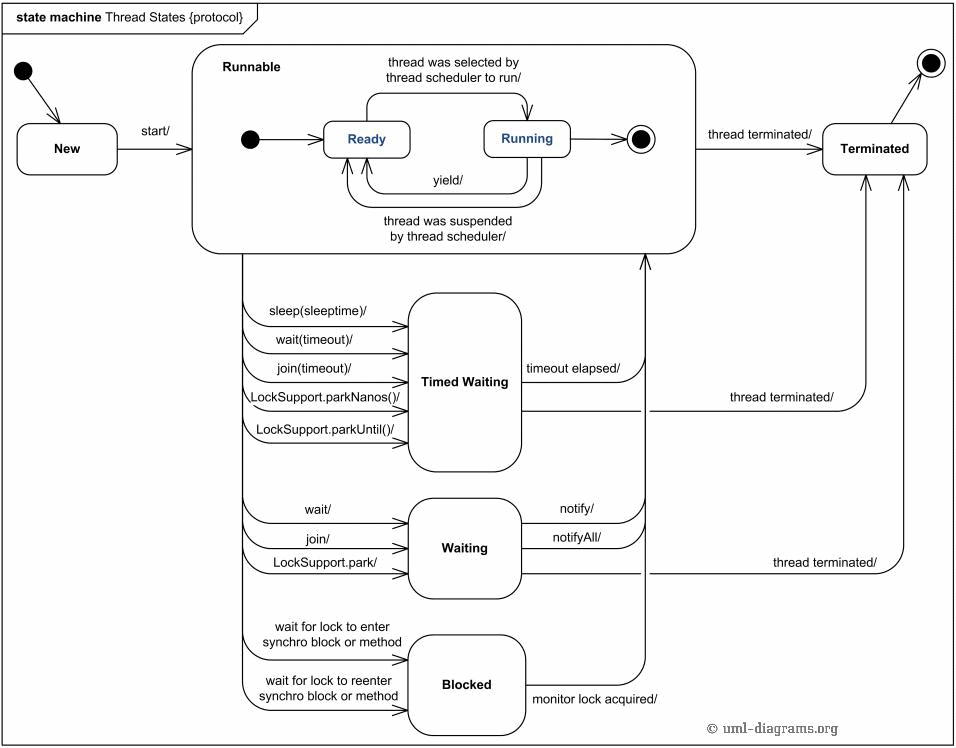 state machine Thread States {protocol}
Runnable
thread was selected by
thread scheduler to run/
New
start/
Ready
Running
thread terminated/
Terminated
yield/
thread was suspended
by thread scheduler/
sleep(sleeptime)/
wait(timeout)/
join(timeout)/
LockSupport.parkNanos()/
LockSupport.parkUntil()/
Timed Waiting
timeout elapsed/
thread terminated/
wait/
join/
LockSupport.park/
Waiting
notify/
notifyAll/
thread terminated/
wait for lock to enter
synchro block or method
wait for lock to reenter
synchro block or method
Blocked
monitor lock acquired/
© uml-diagrams.org